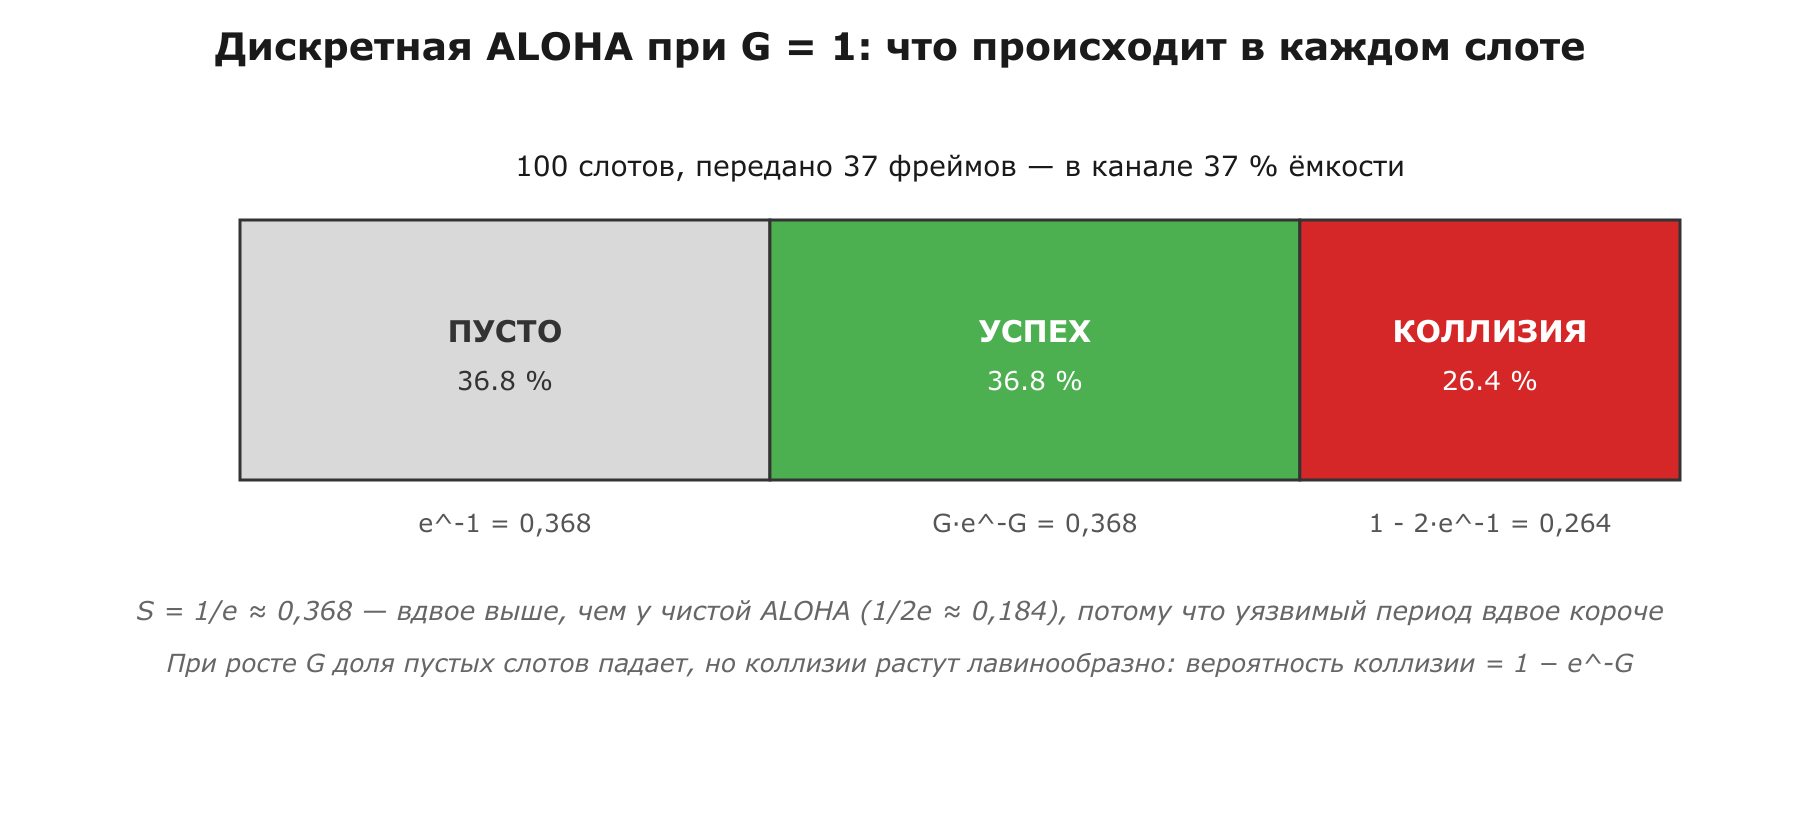 Дискретная ALOHA при G = 1: что происходит в каждом слоте
100 слотов, передано 37 фреймов — в канале 37 % ёмкости
ПУСТО
36.8 %
УСПЕХ
36.8 %
КОЛЛИЗИЯ
26.4 %
e^-1 = 0,368
G·e^-G = 0,368
1 - 2·e^-1 = 0,264
S = 1/e ≈ 0,368 — вдвое выше, чем у чистой ALOHA (1/2e ≈ 0,184), потому что уязвимый период вдвое короче
При росте G доля пустых слотов падает, но коллизии растут лавинообразно: вероятность коллизии = 1 − e^-G